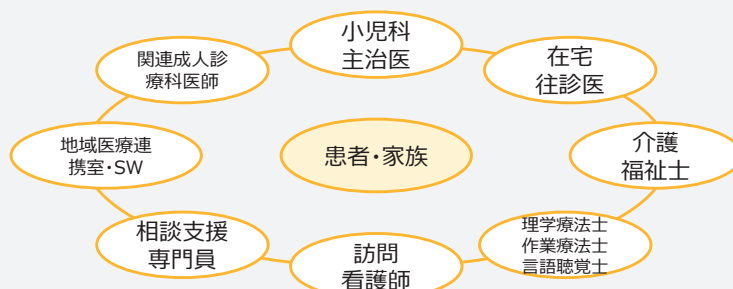 小児科
主治医
関連成人診
療科医師
在宅
往診医
地域医療連
携室・SW
患者・家族
介護
福祉士
相談支援
専門員
訪問
看護師
理学療法士
作業療法士
言語聴覚士